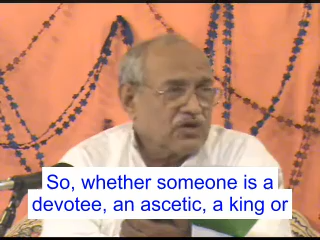 So, whether someone is a
devotee, an ascetic, a king or